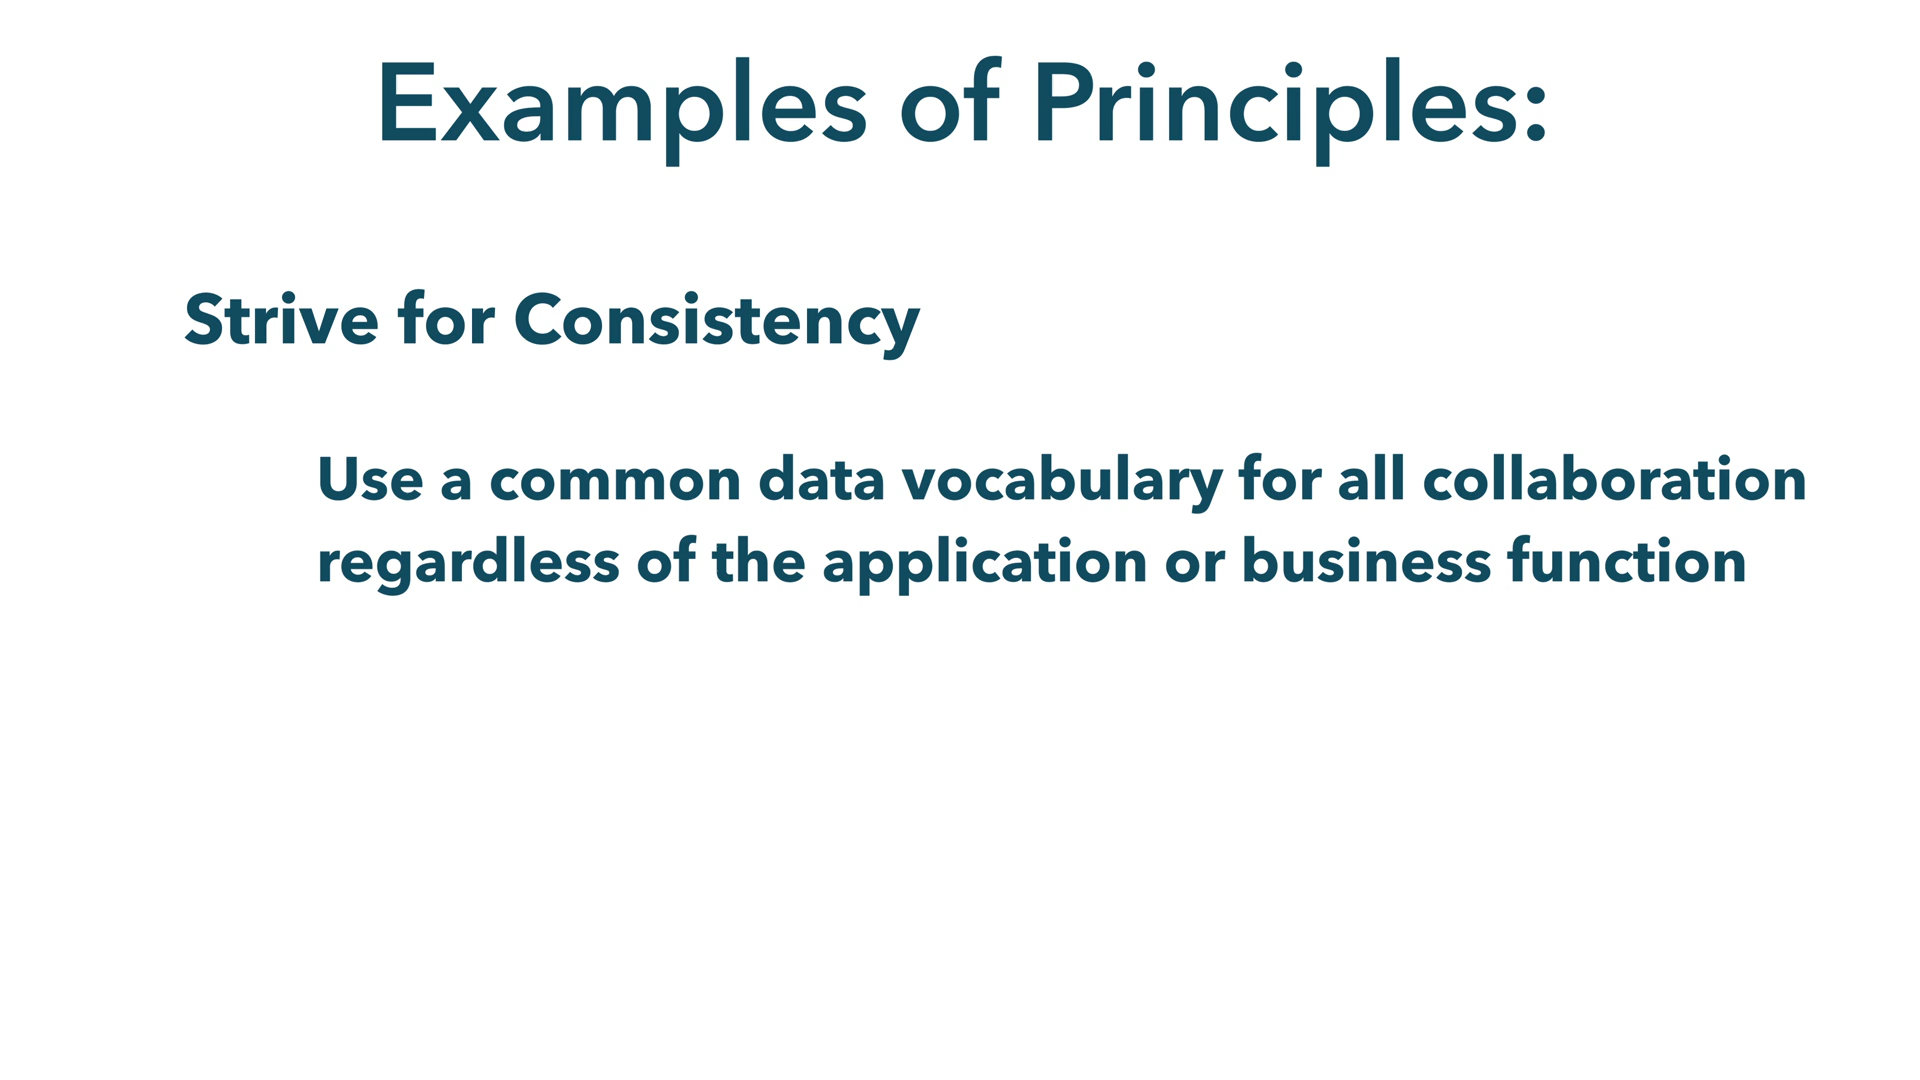 Examples of Principles:
Strive for Consistency
Use a common data vocabulary for all collaboration
regardless of the application or business function